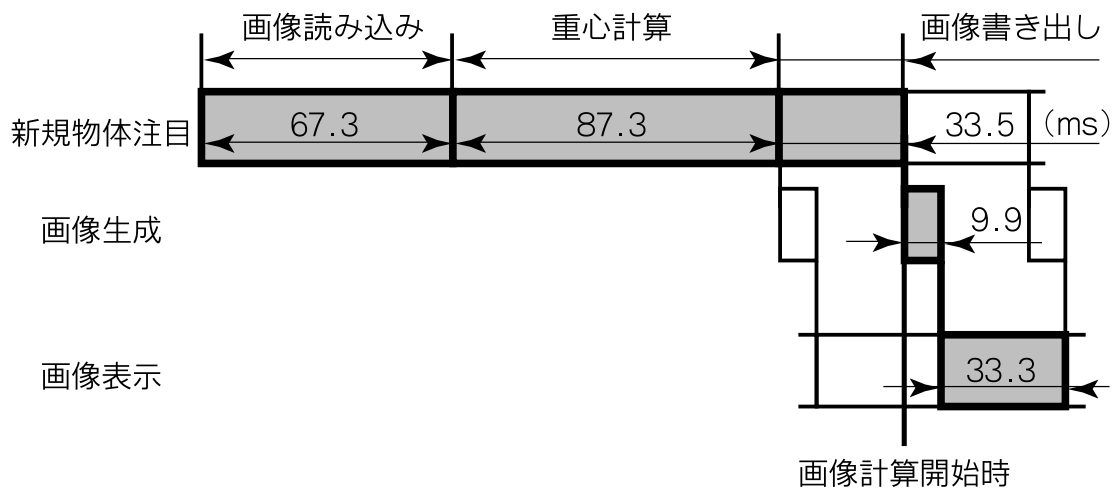 画像読み込み 重心計算 画像書き出し
新規物体注目 67.3 87.3 33.5 (ms)
画像生成 9.9
画像表示 33.3
画像計算開始時